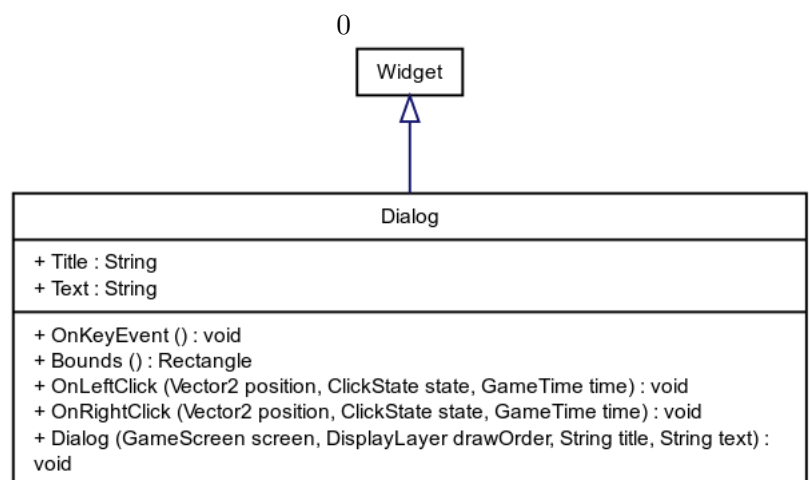 0
Widget
Dialog
+ Title : String
+ Text : String
+ OnKeyEvent () : void
+ Bounds () : Rectangle
+ OnLeftClick (Vector2 position, ClickState state, GameTime time) : void
+ OnRightClick (Vector2 position, ClickState state, GameTime time) : void
+ Dialog (GameScreen screen, DisplayLayer drawOrder, String title, String text) :
void